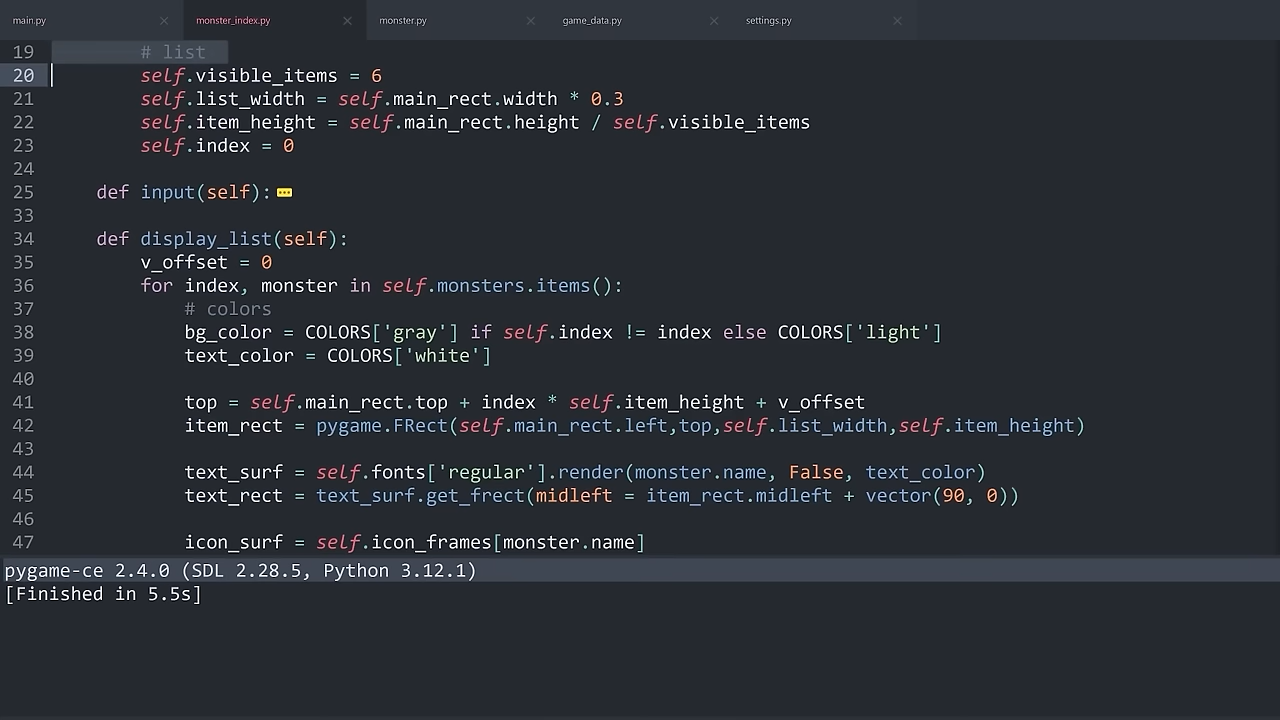 main.py × monster_index.py × monster.py × game_data.py × settings.py ×
19 # list
20 self.visible_items = 6
21 self.list_width = self.main_rect.width * 0.3
22 self.item_height = self.main_rect.height / self.visible_items
23 self.index = 0
24
25 def input(self):
33
34 def display_list(self):
35 v_offset = 0
36 for index, monster in self.monsters.items():
37 # colors
38 bg_color = COLORS['gray'] if self.index != index else COLORS['light']
39 text_color = COLORS['white']
40
41 top = self.main_rect.top + index * self.item_height + v_offset
42 item_rect = pygame.FRect(self.main_rect.left,top,self.list_width,self.item_height)
43
44 text_surf = self.fonts['regular'].render(monster.name, False, text_color)
45 text_rect = text_surf.get_frect(midleft = item_rect.midleft + vector(90, 0))
46
47 icon_surf = self.icon_frames[monster.name]
pygame-ce 2.4.0 (SDL 2.28.5, Python 3.12.1)
[Finished in 5.5s]